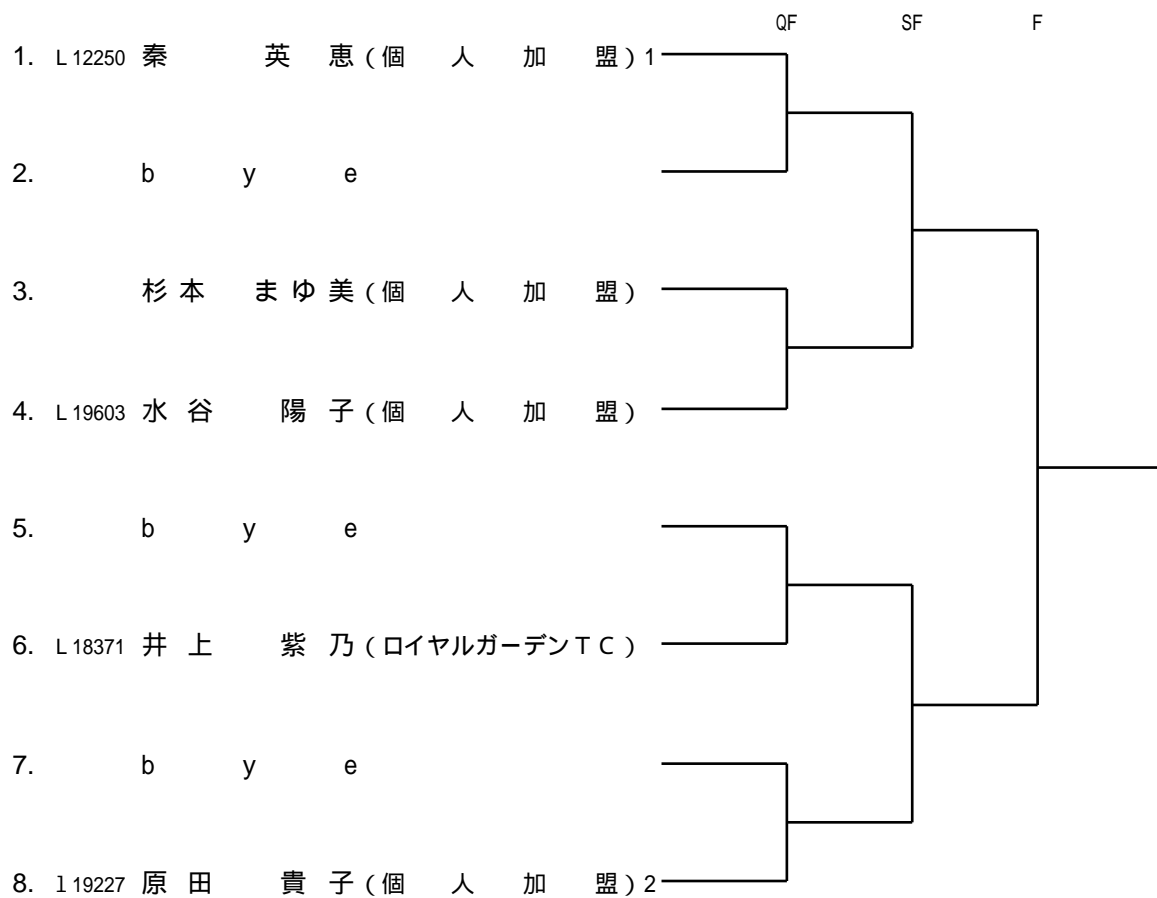 QF SF F
1. L 12250 秦 英 恵 ( 個 人 加 盟 ) 1
2. b y e
3. 杉 本 ま ゆ 美 ( 個 人 加 盟 )
4. L 19603 水 谷 陽 子 ( 個 人 加 盟 )
5. b y e
6. L 18371 井 上 紫 乃 ( ロイヤルガーデンＴＣ )
7. b y e
8. l 19227 原 田 貴 子 ( 個 人 加 盟 ) 2